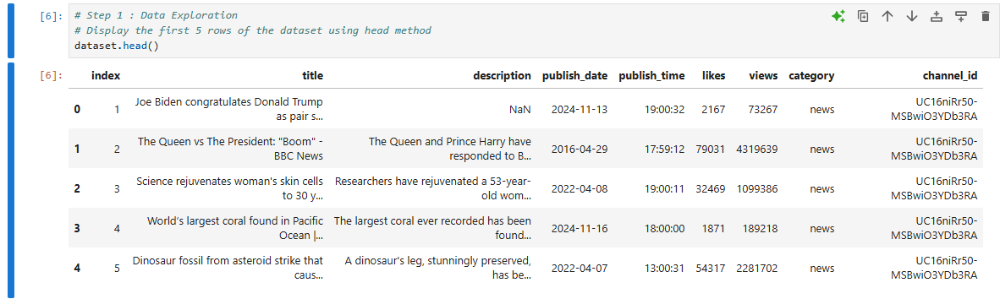 [6]: # Step 1 : Data Exploration
# Display the first 5 rows of the dataset using head method
dataset.head()
[6]: index title description publish_date publish_time likes views category channel_id
0 1 Joe Biden congratulates Donald Trump as pair s... NaN 2024-11-13 19:00:32 2167 73267 news UC16niRr50-MSBwiO3YDb3RA
1 2 The Queen vs The President: "Boom" - BBC News The Queen and Prince Harry have responded to B... 2016-04-29 17:59:12 79031 4319639 news UC16niRr50-MSBwiO3YDb3RA
2 3 Science rejuvenates woman's skin cells to 30 y... Researchers have rejuvenated a 53-year-old wom... 2022-04-08 19:00:11 32469 1099386 news UC16niRr50-MSBwiO3YDb3RA
3 4 World's largest coral found in Pacific Ocean |... The largest coral ever recorded has been found... 2024-11-16 18:00:00 1871 189218 news UC16niRr50-MSBwiO3YDb3RA
4 5 Dinosaur fossil from asteroid strike that caus... A dinosaur's leg, stunningly preserved, has be... 2022-04-07 13:00:31 54317 2281702 news UC16niRr50-MSBwiO3YDb3RA